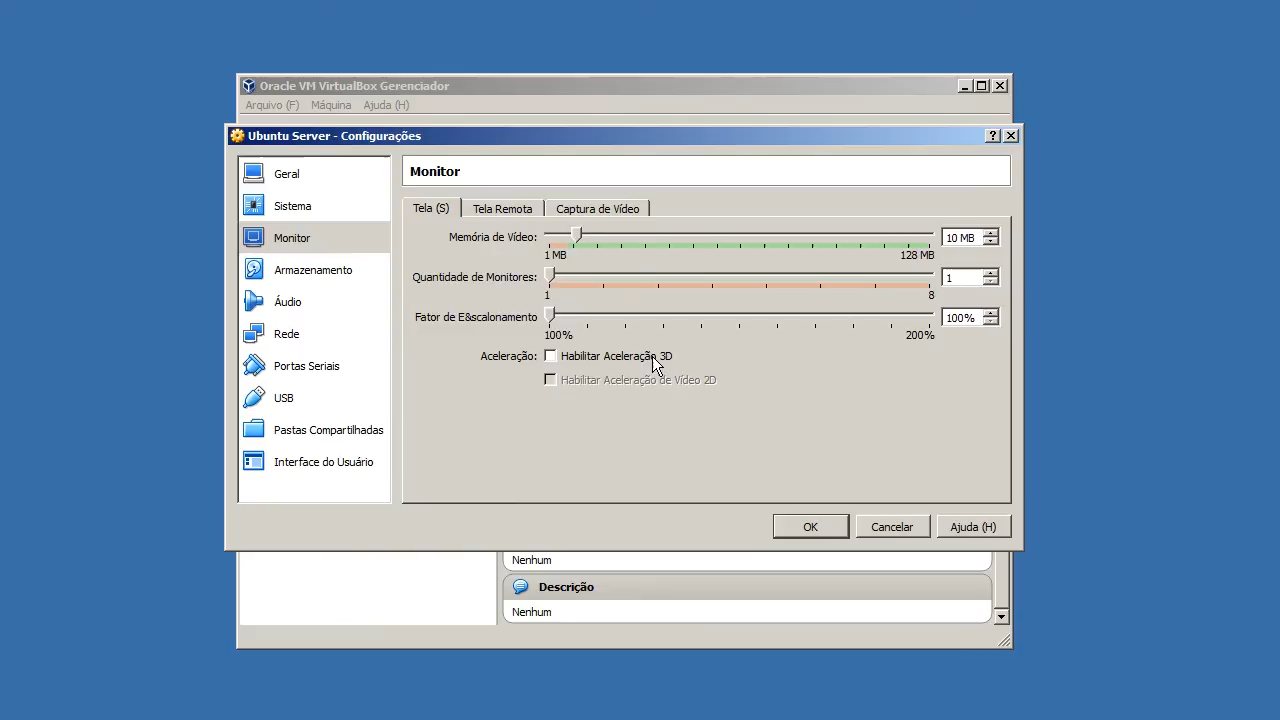 Oracle VM VirtualBox Gerenciador
Arquivo (F) Máquina Ajuda (H)
Ubuntu Server - Configurações
Geral
Sistema
Monitor
Armazenamento
Áudio
Rede
Portas Seriais
USB
Pastas Compartilhadas
Interface do Usuário
Monitor
Tela (S) Tela Remota Captura de Vídeo
Memória de Vídeo: 10 MB
1 MB 128 MB
Quantidade de Monitores: 1
1 8
Fator de E&scalonamento 100%
100% 200%
Aceleração: Habilitar Aceleração 3D
Habilitar Aceleração de Vídeo 2D
OK Cancelar Ajuda (H)
Nenhum
Descrição
Nenhum